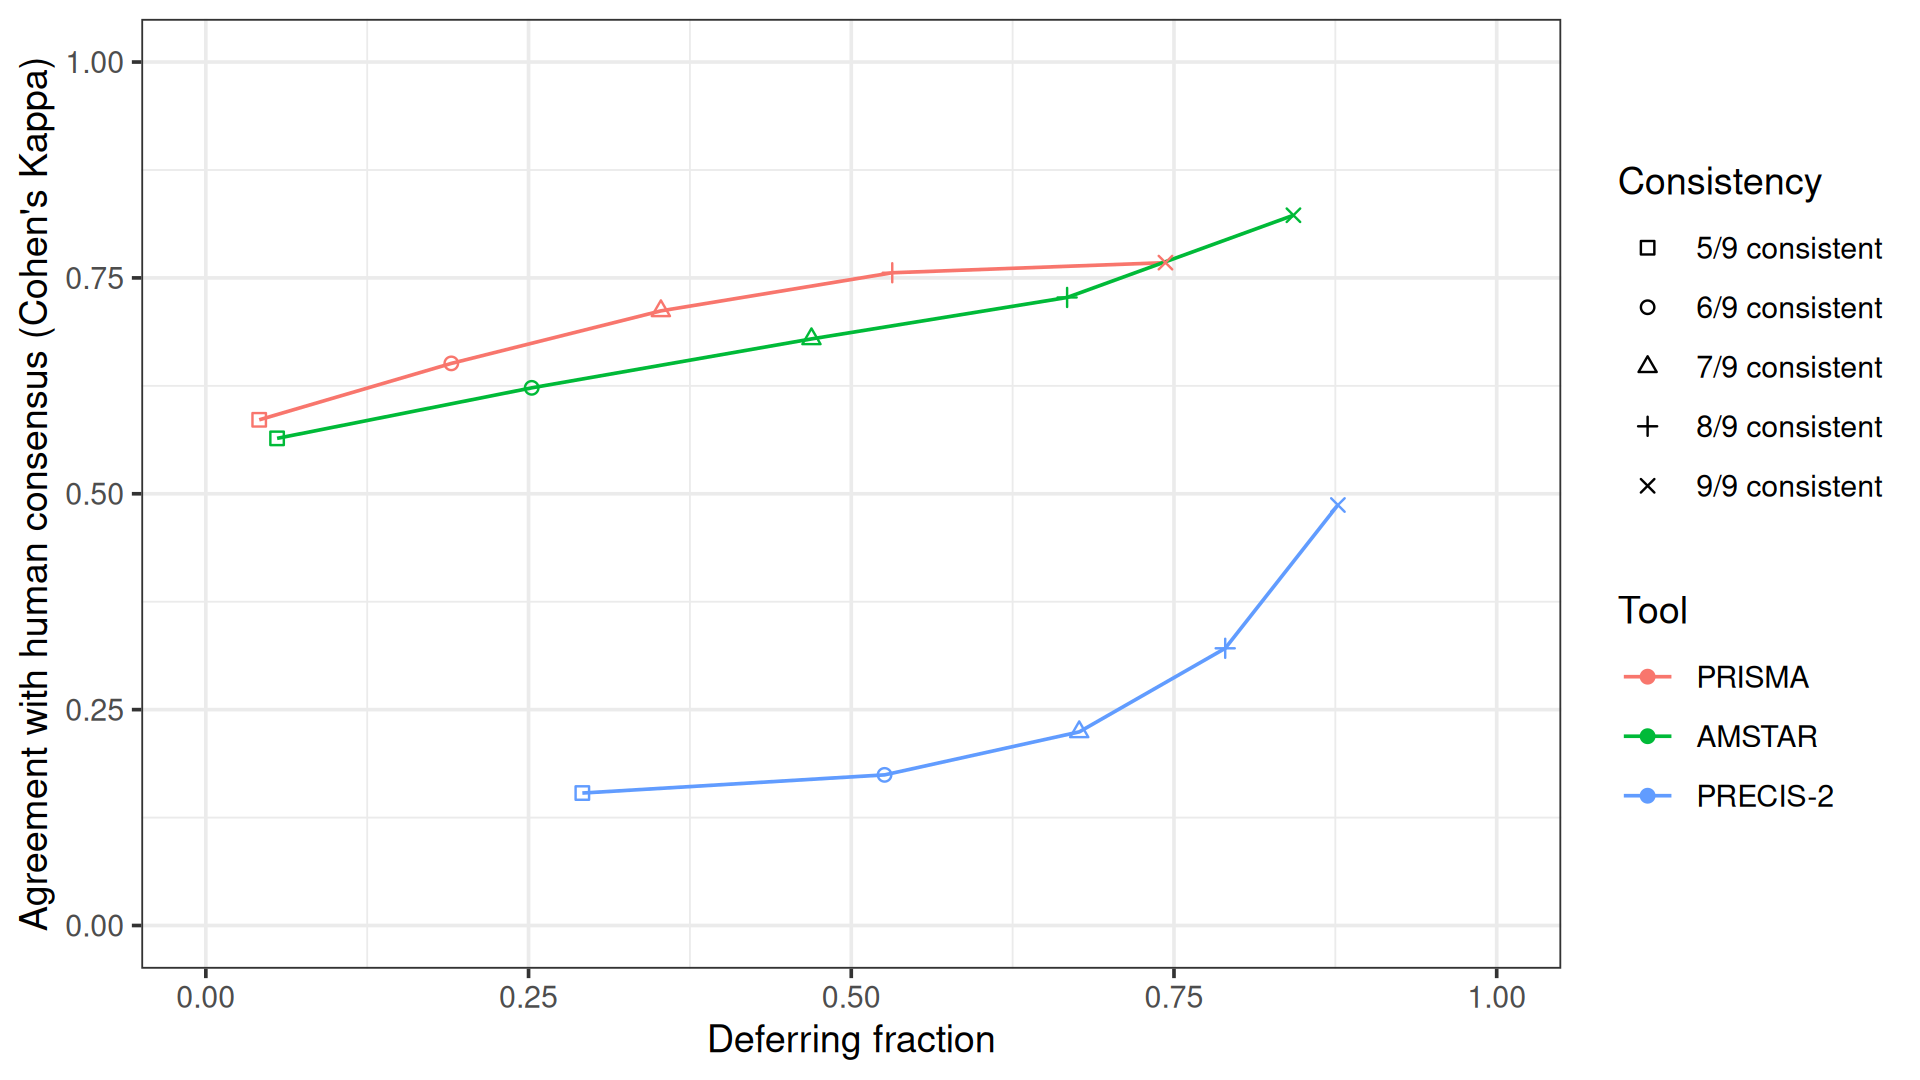 Agreement with human consensus (Cohen's Kappa)
1.00
0.75
0.50
0.25
0.00
0.00 0.25 0.50 0.75 1.00
Deferring fraction
Consistency
5/9 consistent
6/9 consistent
7/9 consistent
8/9 consistent
9/9 consistent
Tool
PRISMA
AMSTAR
PRECIS-2